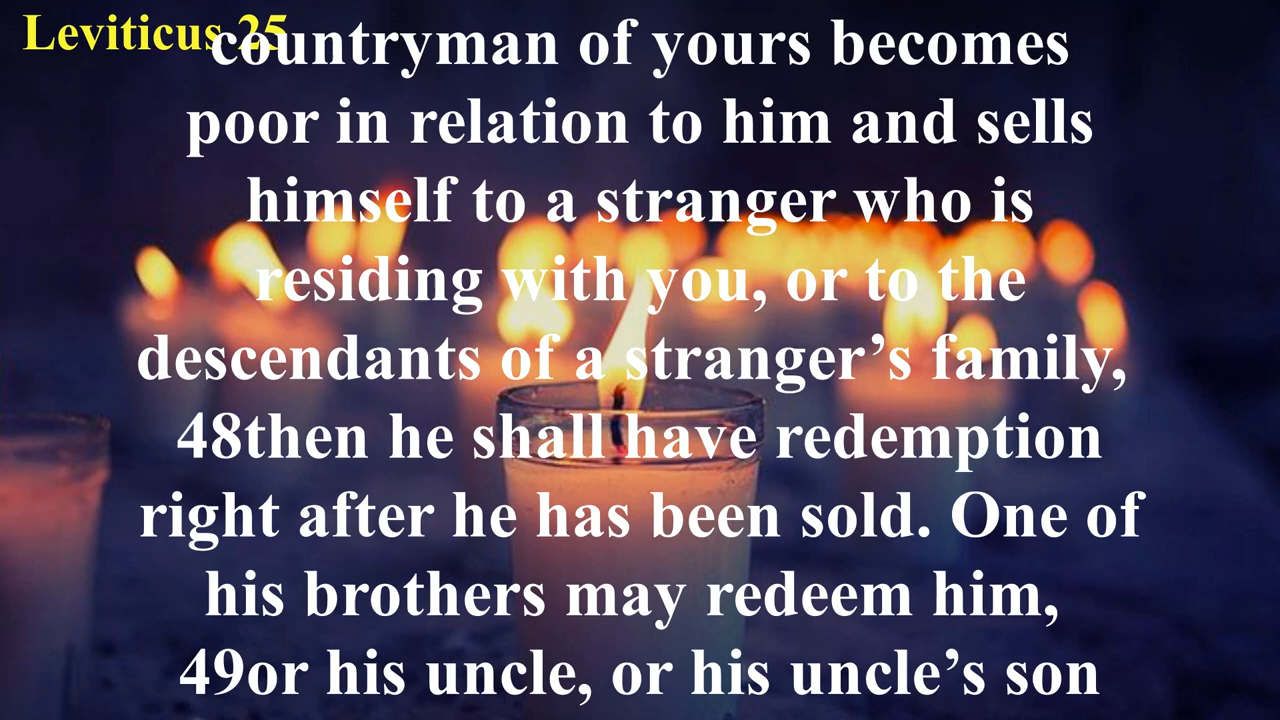 Leviticus 25
countryman of yours becomes
poor in relation to him and sells
himself to a stranger who is
residing with you, or to the
descendants of a stranger’s family,
48then he shall have redemption
right after he has been sold. One of
his brothers may redeem him,
49or his uncle, or his uncle’s son